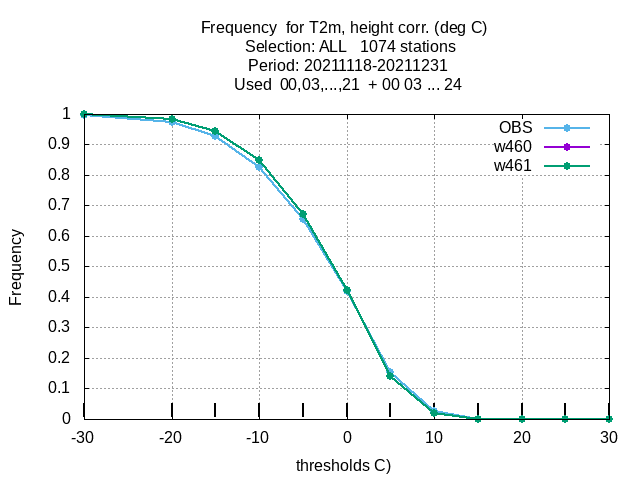 Frequency  for T2m, height corr. (deg C)
Selection: ALL   1074 stations
Period: 20211118-20211231
Used  00,03,...,21  + 00 03 ... 24
OBS
w460
w461
Frequency
1
0.9
0.8
0.7
0.6
0.5
0.4
0.3
0.2
0.1
0
-30
-20
-10
0
10
20
30
thresholds C)